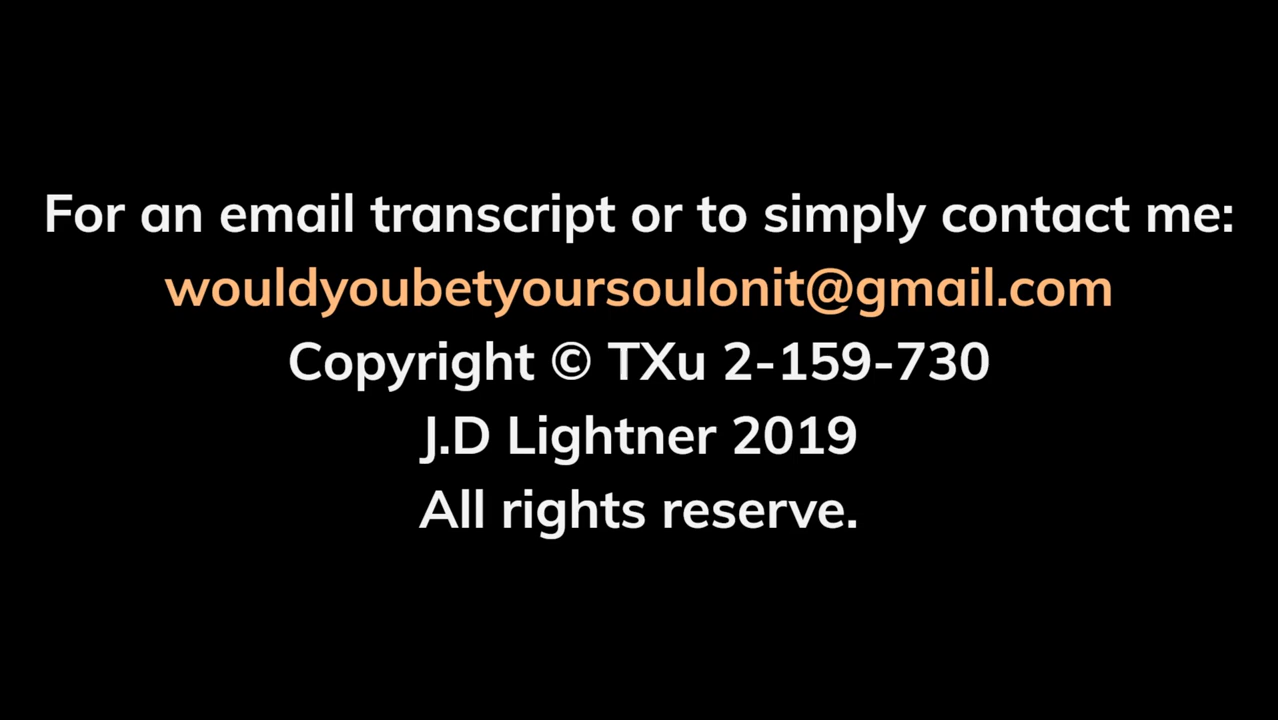 For an email transcript or to simply contact me:
wouldyoubetyoursoulonit@gmail.com
Copyright © TXu 2-159-730
J.D Lightner 2019
All rights reserve.